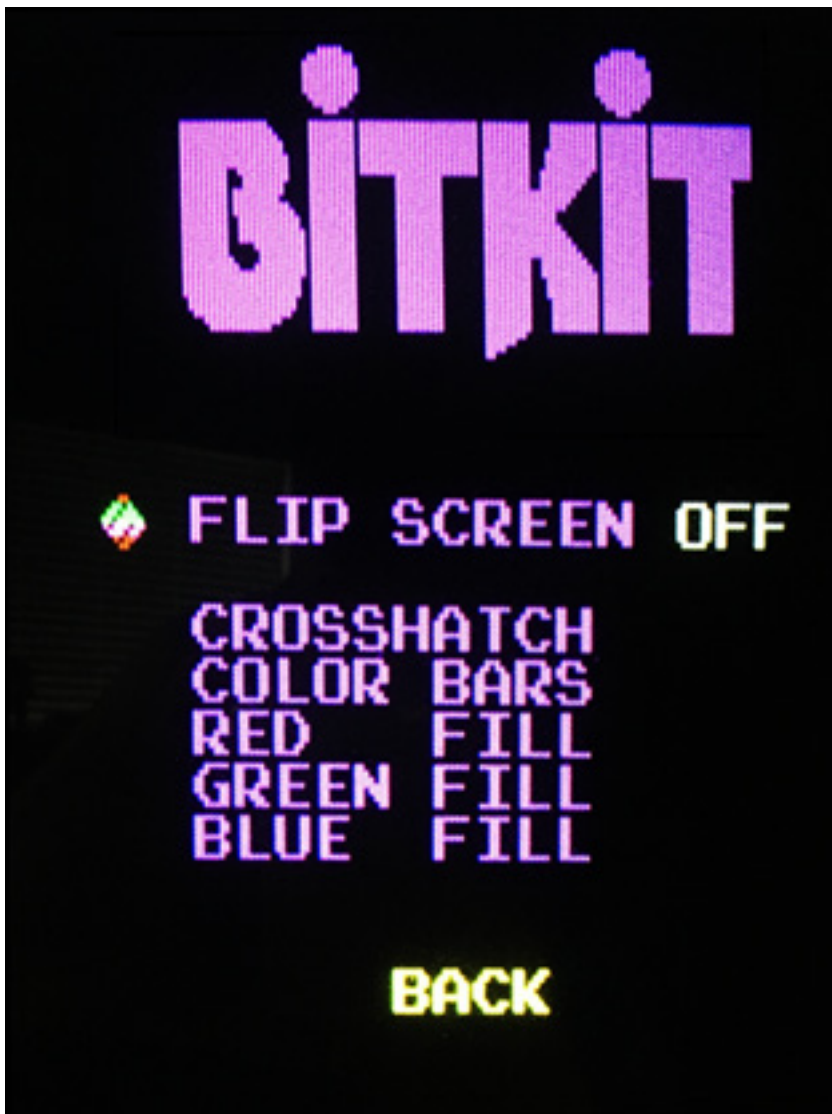 BiTKiT
FLIP SCREEN OFF
CROSSHATCH
COLOR BARS
RED FILL
GREEN FILL
BLUE FILL
BACK